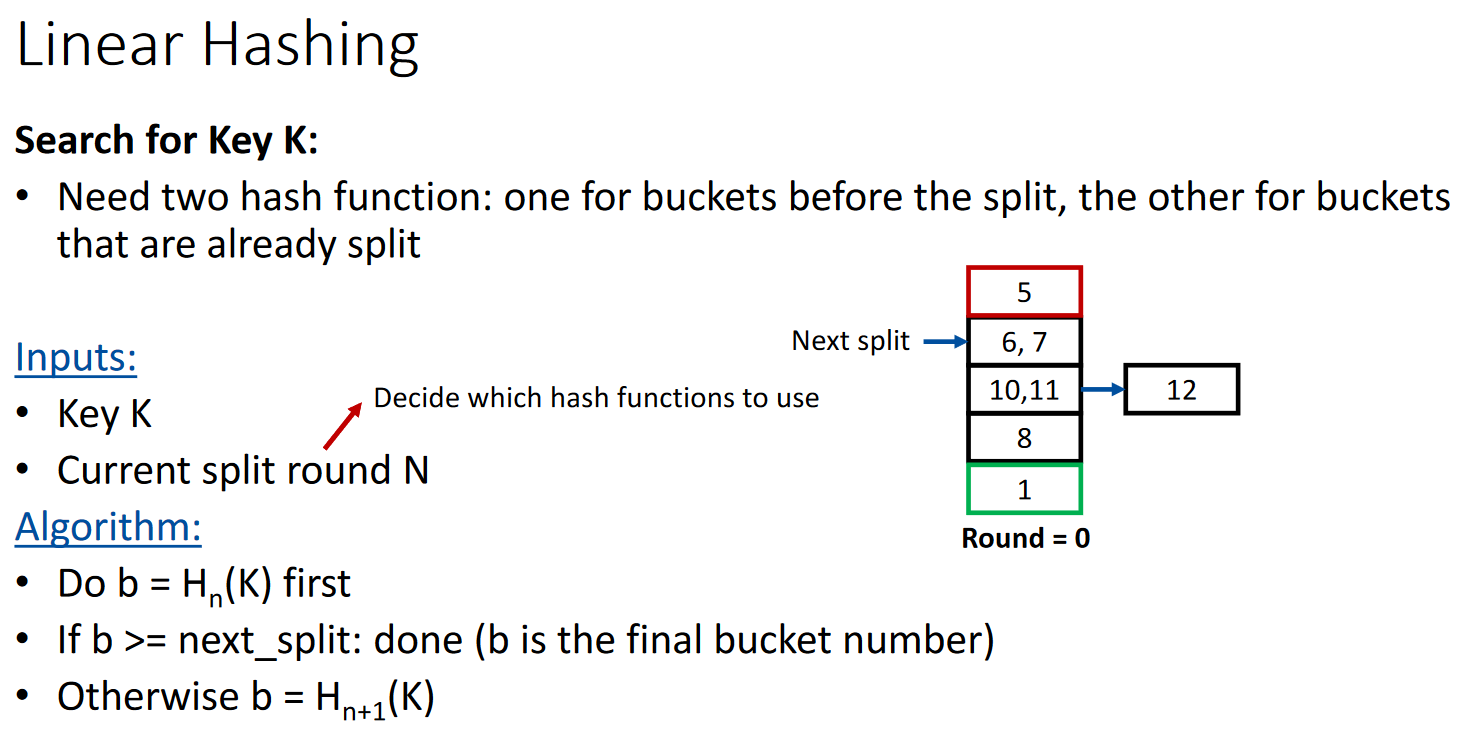 Linear Hashing
Search for Key K:
• Need two hash function: one for buckets before the split, the other for buckets
that are already split
Inputs:
• Key K
• Current split round N
Decide which hash functions to use
Algorithm:
• Do b = Hn(K) first
• If b >= next_split: done (b is the final bucket number)
• Otherwise b = Hn+1(K)
Next split
5
6, 7
10,11
12
8
1
Round = 0